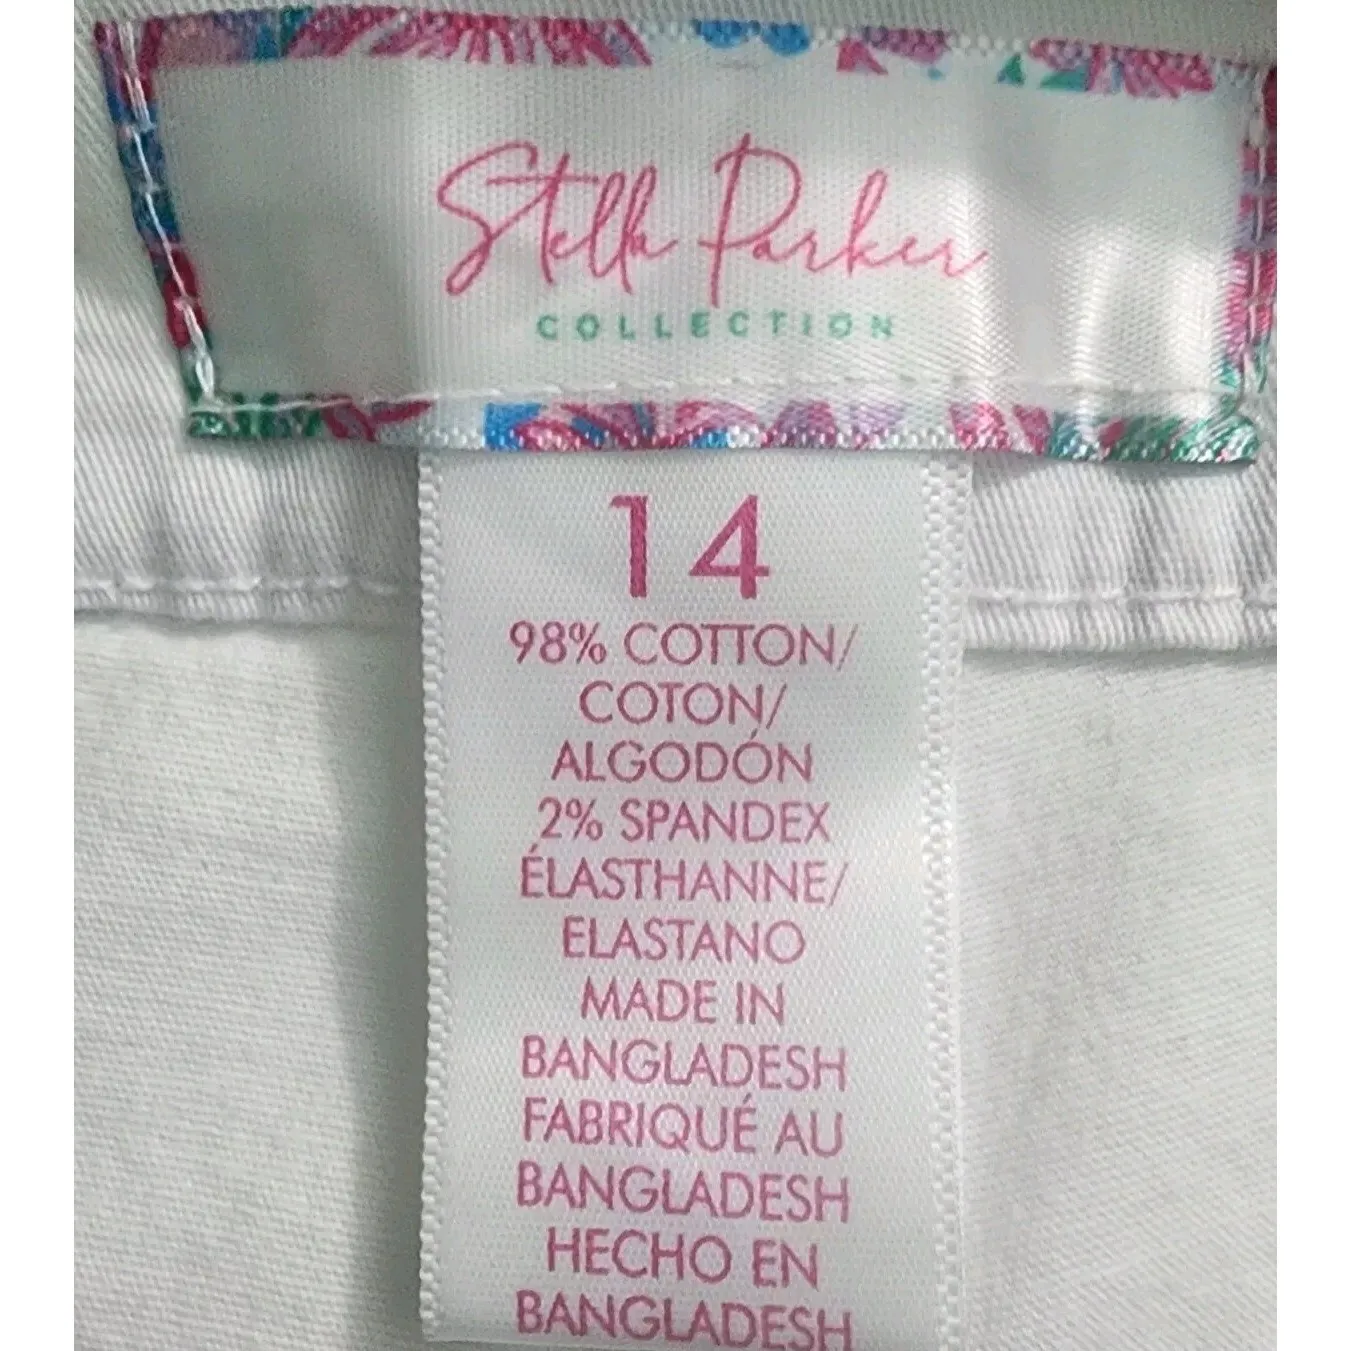 Stella Parker
COLLECTION
14
98% COTTON/
COTON/
ALGODÓN
2% SPANDEX
ÉLASTHANNE/
ELASTANO
MADE IN
BANGLADESH
FABRIQUÉ AU
BANGLADESH
HECHO EN
BANGLADESH